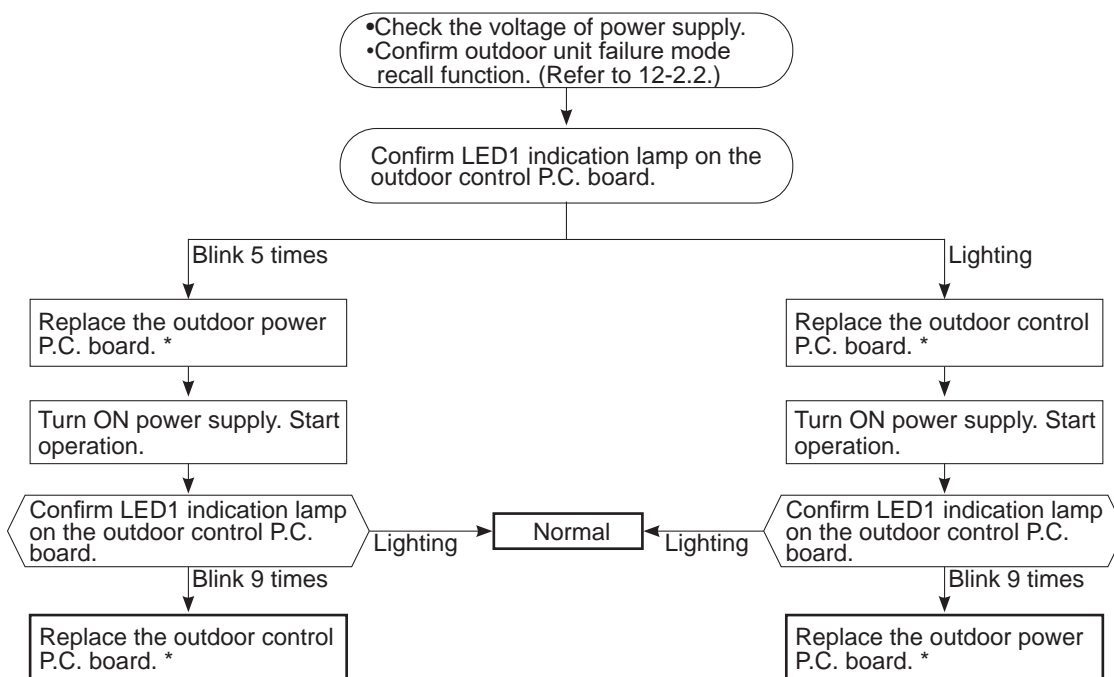 •Check the voltage of power supply.
•Confirm outdoor unit failure mode
recall function. (Refer to 12-2.2.)
Confirm LED1 indication lamp on the
outdoor control P.C. board.
Blink 5 times
Lighting
Replace the outdoor power
P.C. board. *
Replace the outdoor control
P.C. board. *
Turn ON power supply. Start
operation.
Turn ON power supply. Start
operation.
Confirm LED1 indication lamp
on the outdoor control P.C.
board.
Lighting
Normal
Lighting
Confirm LED1 indication lamp
on the outdoor control P.C.
board.
Blink 9 times
Blink 9 times
Replace the outdoor control
P.C. board. *
Replace the outdoor power
P.C. board. *